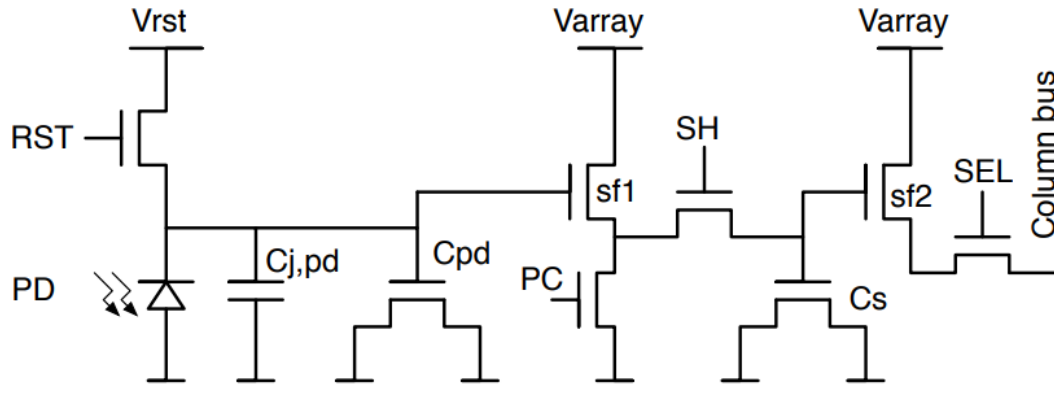 Vrst
Varray
Varray
RST
SH
sf1
sf2
SEL
Column bus
Cj,pd
Cpd
PD
PC
Cs